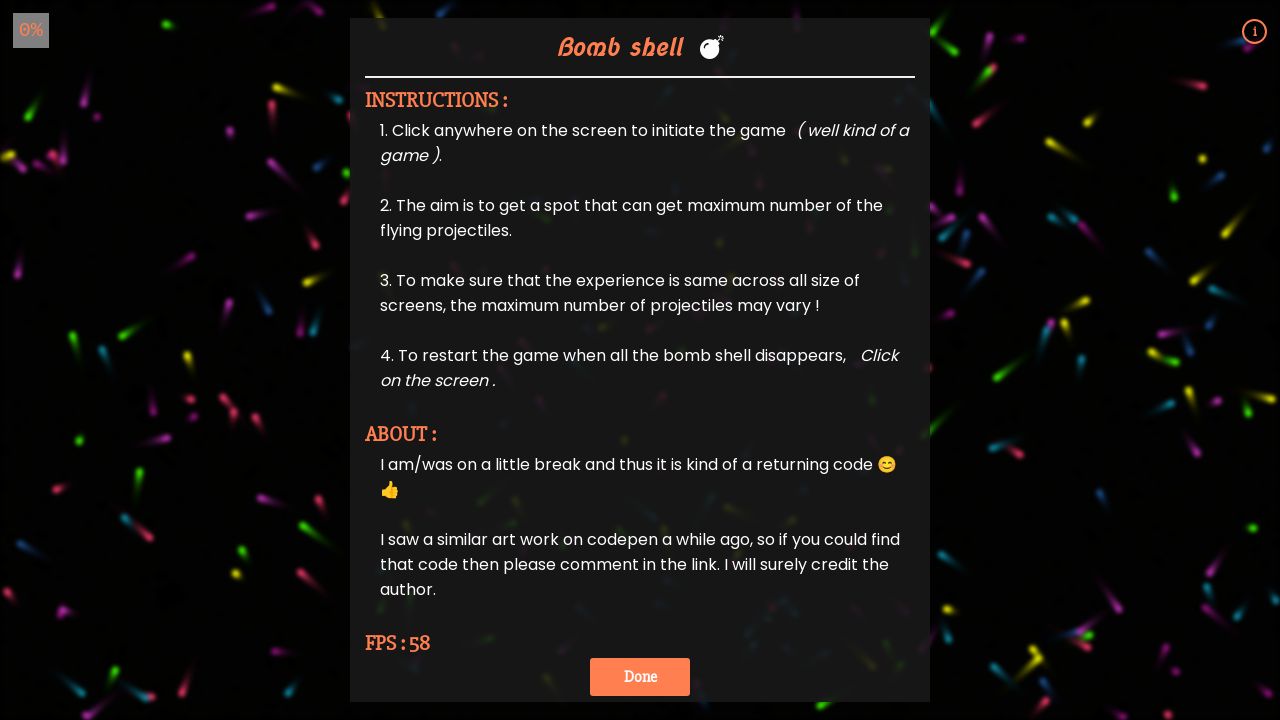 0%
i
Bomb shell 💣
INSTRUCTIONS :
1. Click anywhere on the screen to initiate the game ( well kind of a
game ).
2. The aim is to get a spot that can get maximum number of the
flying projectiles.
3. To make sure that the experience is same across all size of
screens, the maximum number of projectiles may vary !
4. To restart the game when all the bomb shell disappears, Click
on the screen .
ABOUT :
I am/was on a little break and thus it is kind of a returning code 😊
👍
I saw a similar art work on codepen a while ago, so if you could find
that code then please comment in the link. I will surely credit the
author.
FPS : 58
Done